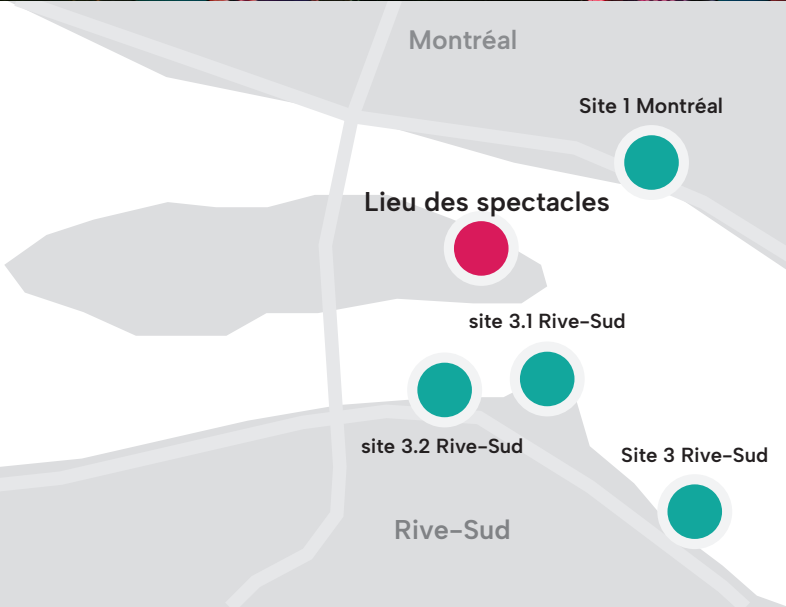 Montréal
Site 1 Montréal
Lieu des spectacles
site 3.1 Rive-Sud
site 3.2 Rive-Sud
Site 3 Rive-Sud
Rive-Sud